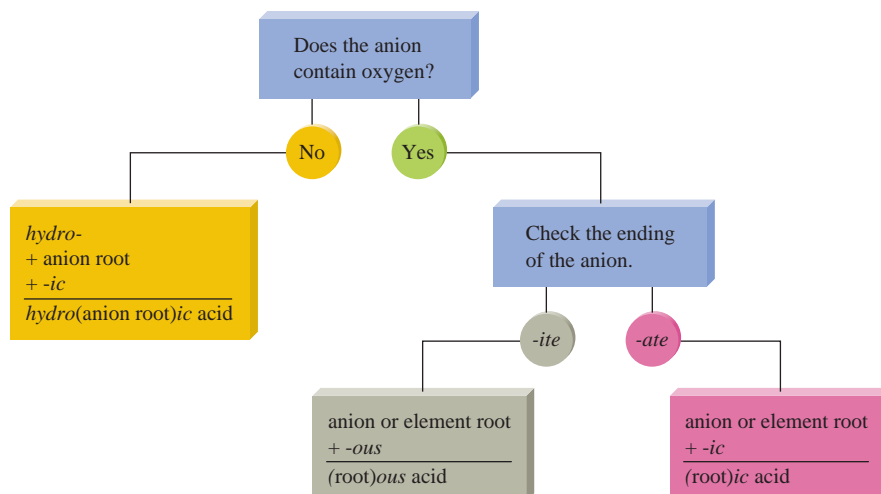 Does the anion
contain oxygen?
No
Yes
hydro-
+ anion root
+ -ic
hydro(anion root)ic acid
Check the ending
of the anion.
-ite
-ate
anion or element root
+ -ous
(root)ous acid
anion or element root
+ -ic
(root)ic acid